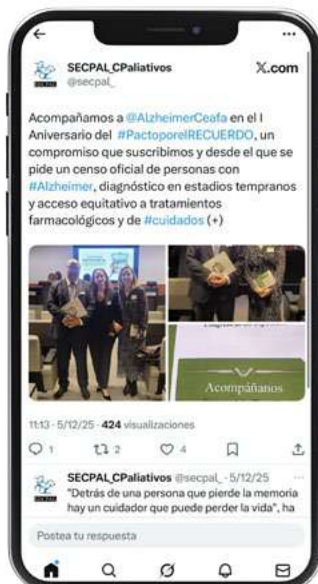 SECPAL_CPaliativos
X.com
@secpal_
Acompañamos a @AlzheimerCeafa en el I
Aniversario del #PactoporelRECUERDO, un
compromiso que suscribimos y desde el que se
pide un censo oficial de personas con
#Alzheimer, diagnóstico en estadios tempranos
y acceso equitativo a tratamientos
farmacológicos y de #cuidados (+)
Acompáñanos
11:13 · 5/12/25 · 424 visualizaciones
1 2 4
SECPAL_CPaliativos @secpal_ · 5/12/25
"Detrás de una persona que pierde la memoria
hay un cuidador que puede perder la vida", ha
Postea tu respuesta